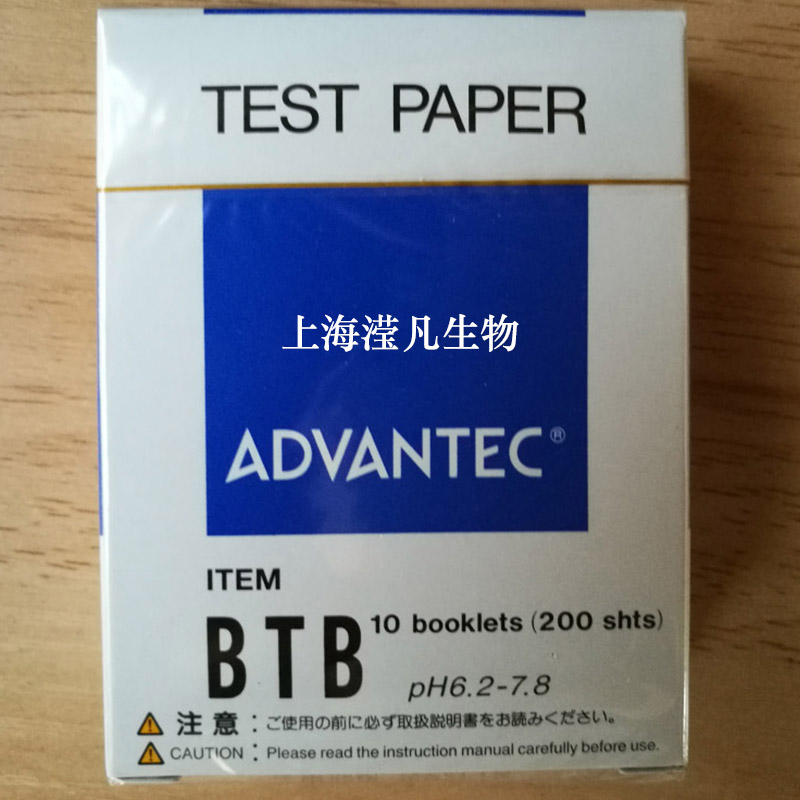 TEST PAPER
上海滢凡生物
ADVANTEC®
ITEM
BTB 10 booklets (200 shts)
pH6.2-7.8
⚠ 注意：ご使用の前に必ず取扱説明書をお読みください。
⚠ CAUTION : Please read the instruction manual carefully before use.